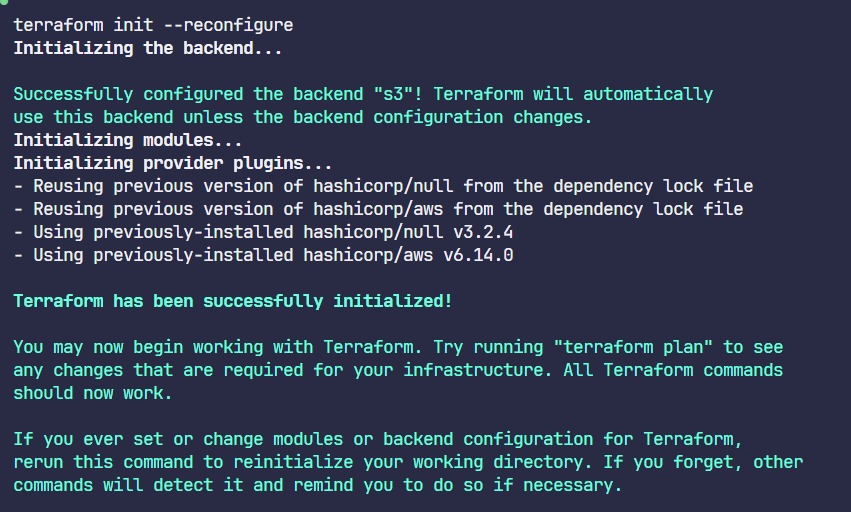 terraform init --reconfigure
Initializing the backend...
Successfully configured the backend "s3"! Terraform will automatically
use this backend unless the backend configuration changes.
Initializing modules...
Initializing provider plugins...
- Reusing previous version of hashicorp/null from the dependency lock file
- Reusing previous version of hashicorp/aws from the dependency lock file
- Using previously-installed hashicorp/null v3.2.4
- Using previously-installed hashicorp/aws v6.14.0
Terraform has been successfully initialized!
You may now begin working with Terraform. Try running "terraform plan" to see
any changes that are required for your infrastructure. All Terraform commands
should now work.
If you ever set or change modules or backend configuration for Terraform,
rerun this command to reinitialize your working directory. If you forget, other
commands will detect it and remind you to do so if necessary.